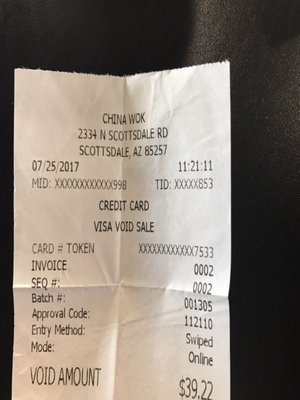 CHINA WOK
2334 N SCOTTSDALE RD
SCOTTSDALE, AZ 85257
07/25/2017 11:21:11
MID: XXXXXXXXXXXX998 TID: XXXXX853
CREDIT CARD
VISA VOID SALE
CARD # TOKEN XXXXXXXXXXXX7533
INVOICE 0002
SEQ #: 0002
Batch #: 001305
Approval Code: 112110
Entry Method: Swiped
Mode: Online
VOID AMOUNT $39.22